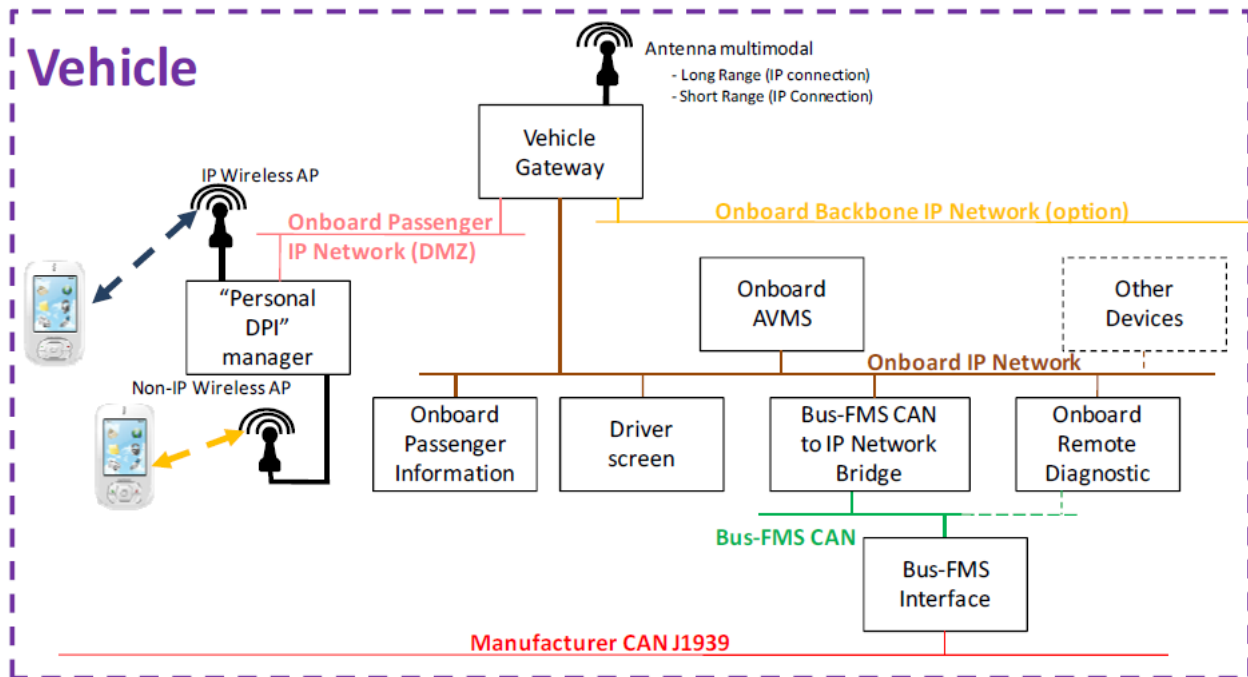 Vehicle
Antenna multimodal
- Long Range (IP connection)
- Short Range (IP Connection)
Vehicle
Gateway
IP Wireless AP
Onboard Passenger
IP Network (DMZ)
Onboard Backbone IP Network (option)
“Personal
DPI”
manager
Onboard
AVMS
Other
Devices
Onboard IP Network
Non-IP Wireless AP
Onboard
Passenger
Information
Driver
screen
Bus-FMS CAN
to IP Network
Bridge
Onboard
Remote
Diagnostic
Bus-FMS CAN
Bus-FMS
Interface
Manufacturer CAN J1939